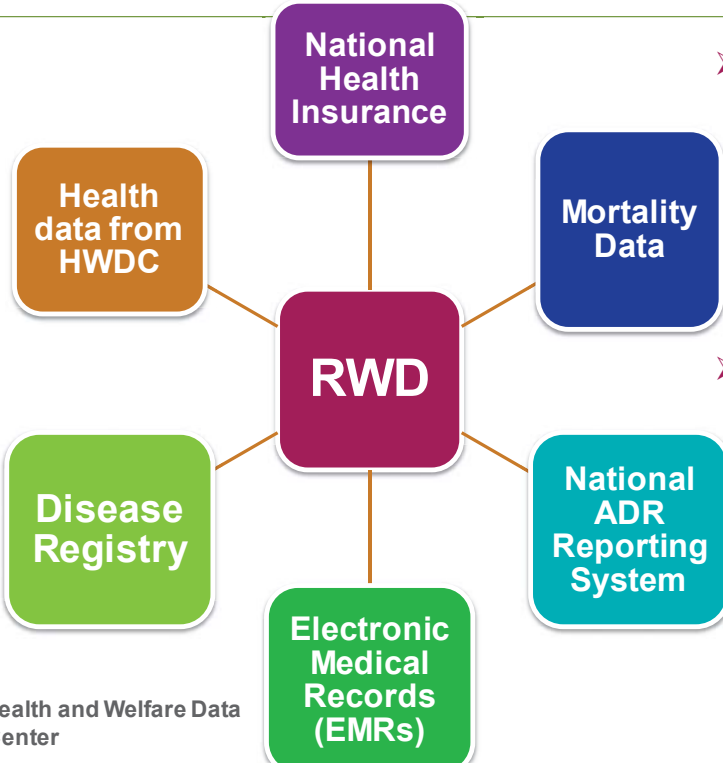 National
Health
Insurance
Health
data from
HWDC
Mortality
Data
RWD
Disease
Registry
National
ADR
Reporting
System
Electronic
Medical
Records
(EMRs)
ealth and Welfare Data
enter